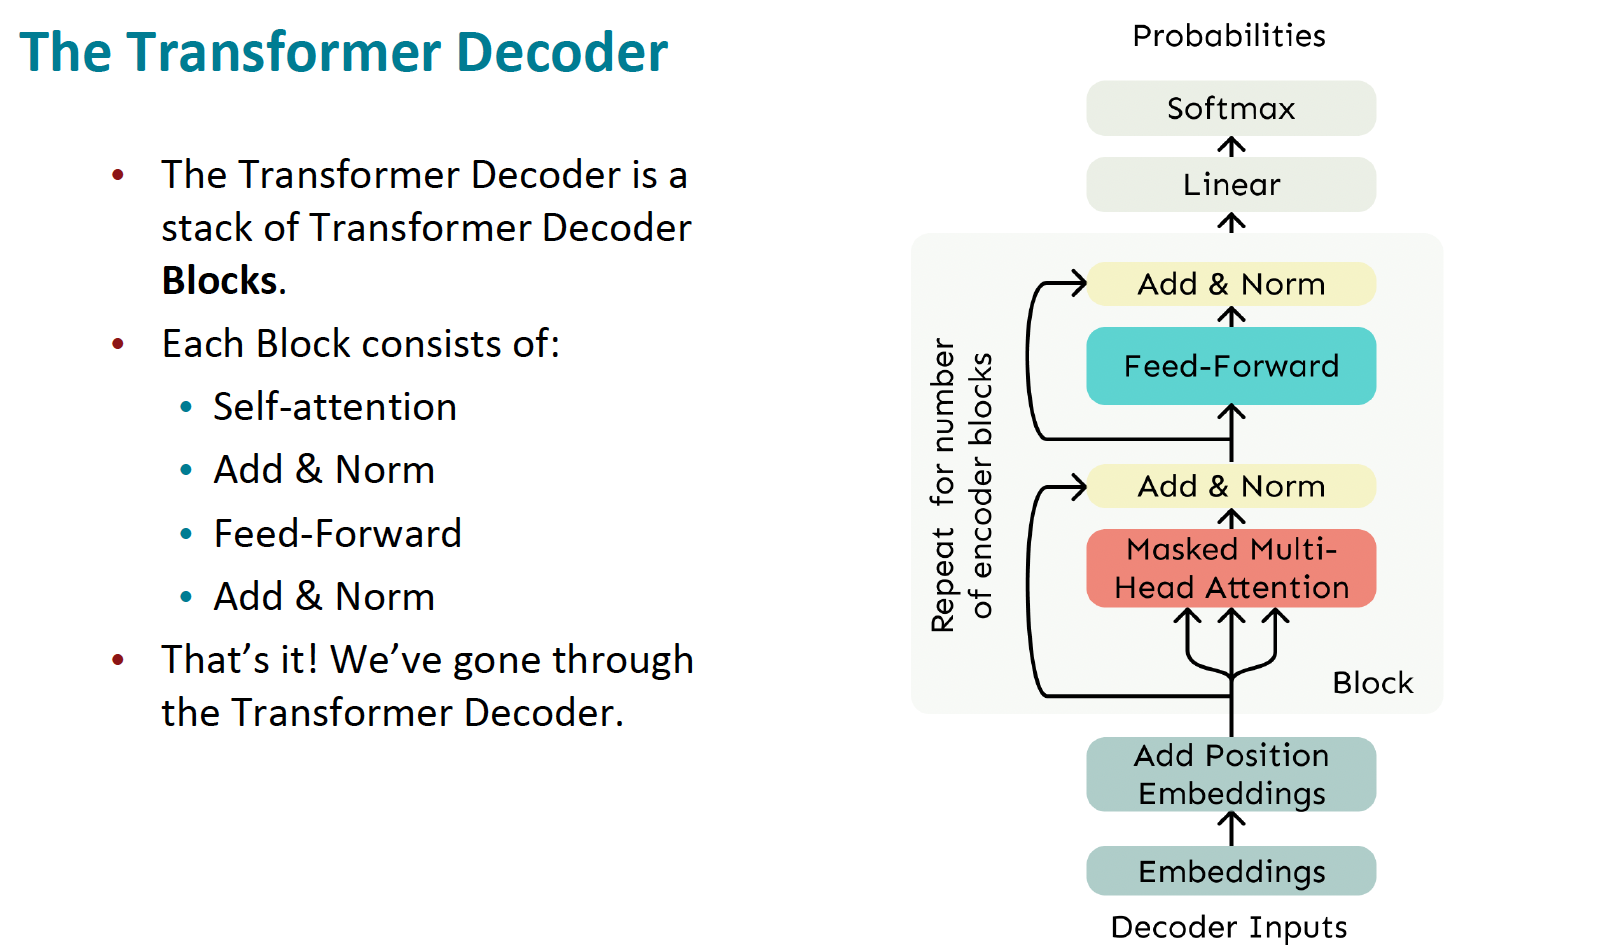 The Transformer Decoder
• The Transformer Decoder is a
stack of Transformer Decoder
Blocks.
• Each Block consists of:
• Self-attention
• Add & Norm
• Feed-Forward
• Add & Norm
• That’s it! We’ve gone through
the Transformer Decoder.
Probabilities
Softmax
Linear
Add & Norm
Feed-Forward
Add & Norm
Masked Multi-
Head Attention
Repeat for number
of encoder blocks
Block
Add Position
Embeddings
Embeddings
Decoder Inputs